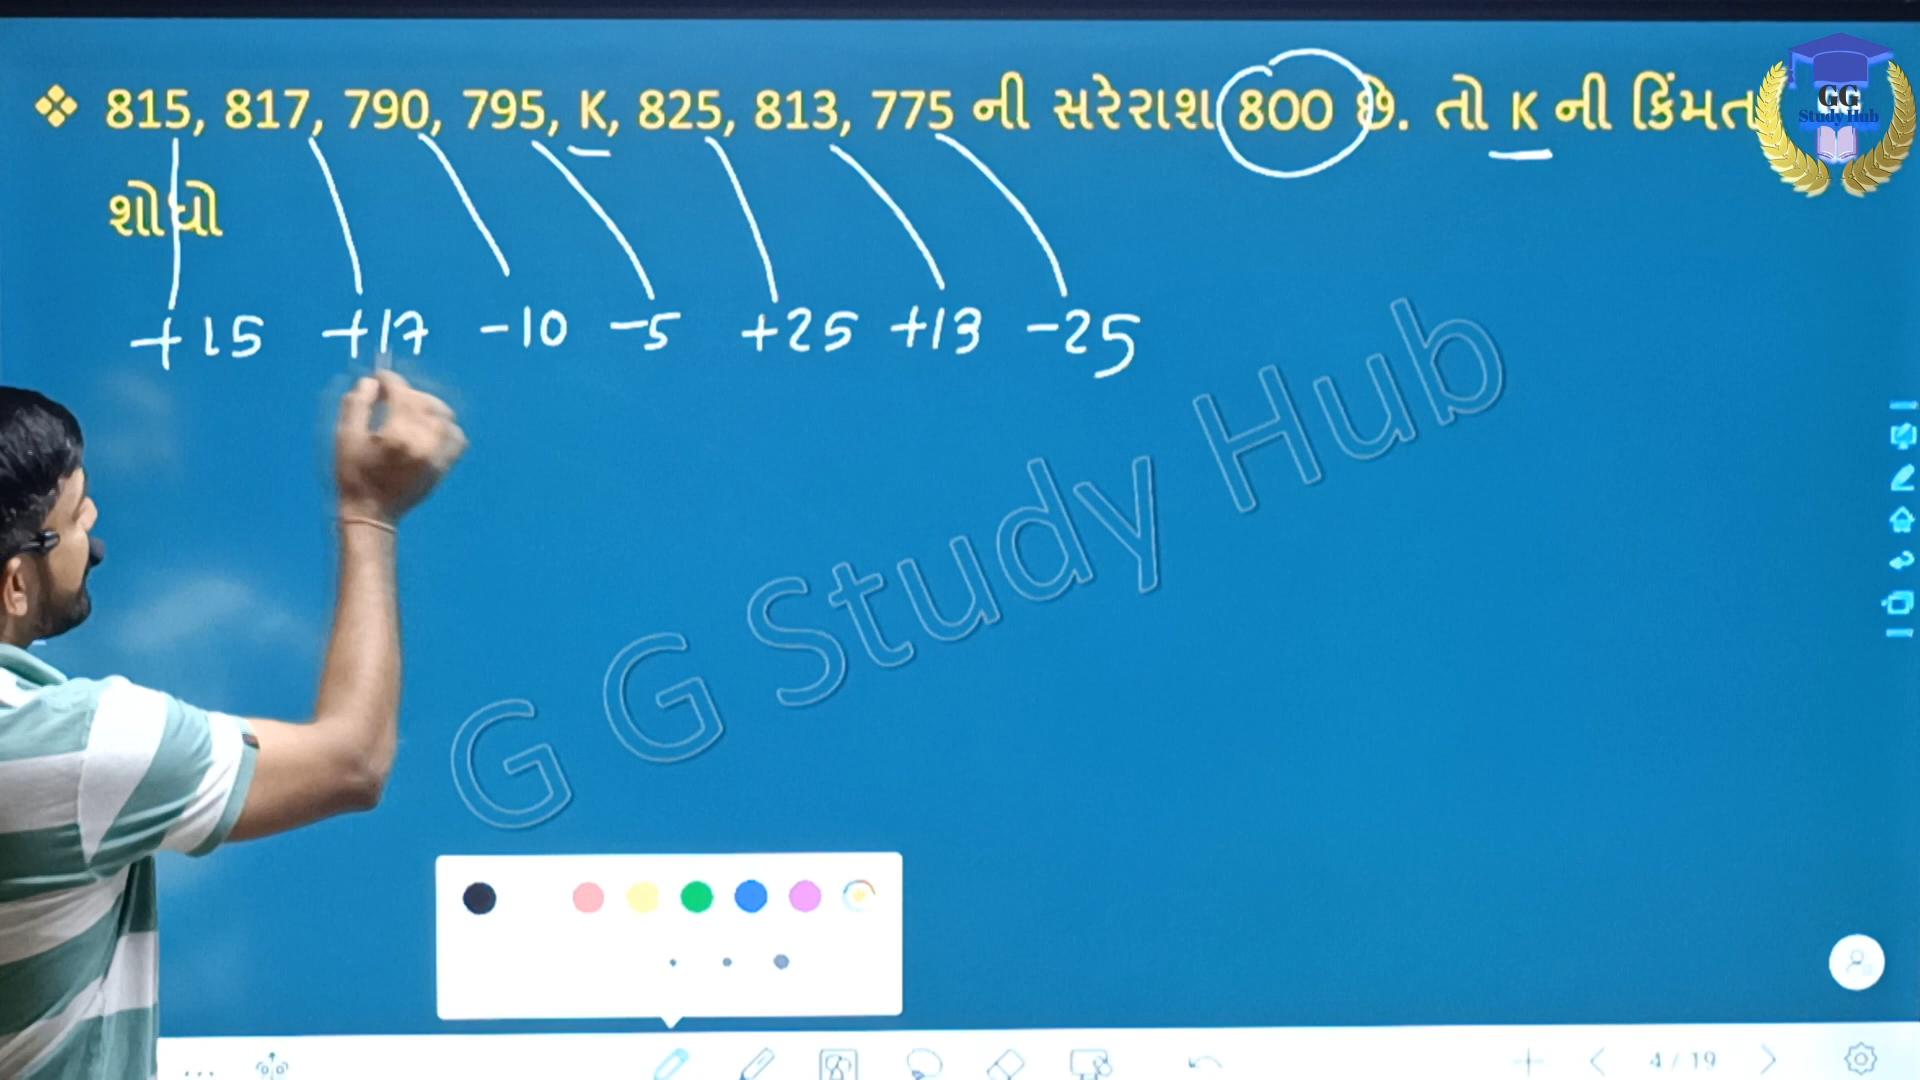 ❖ 815, 817, 790, 795, K, 825, 813, 775 ની સરેરાશ 800 છે. તો K ની કિંમત
શોધો
+15 +17 -10 -5 +25 +13 -25
G G Study Hub
GG
Study Hub
4 / 19